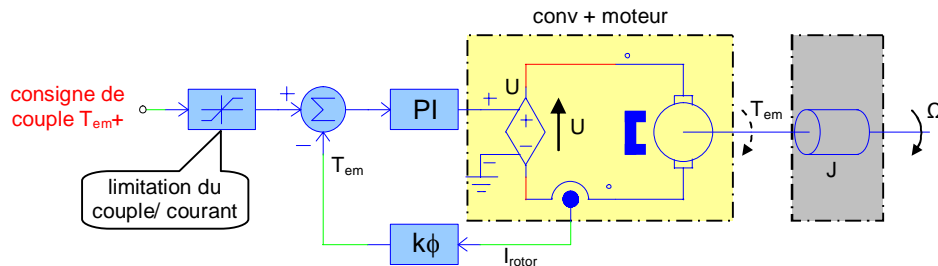 conv + moteur
consigne de
couple Tem+
+
Σ
−
PI
+
U
+
−
−
U
Tem
Ω
J
Tem
limitation du
couple/ courant
kϕ
Irotor